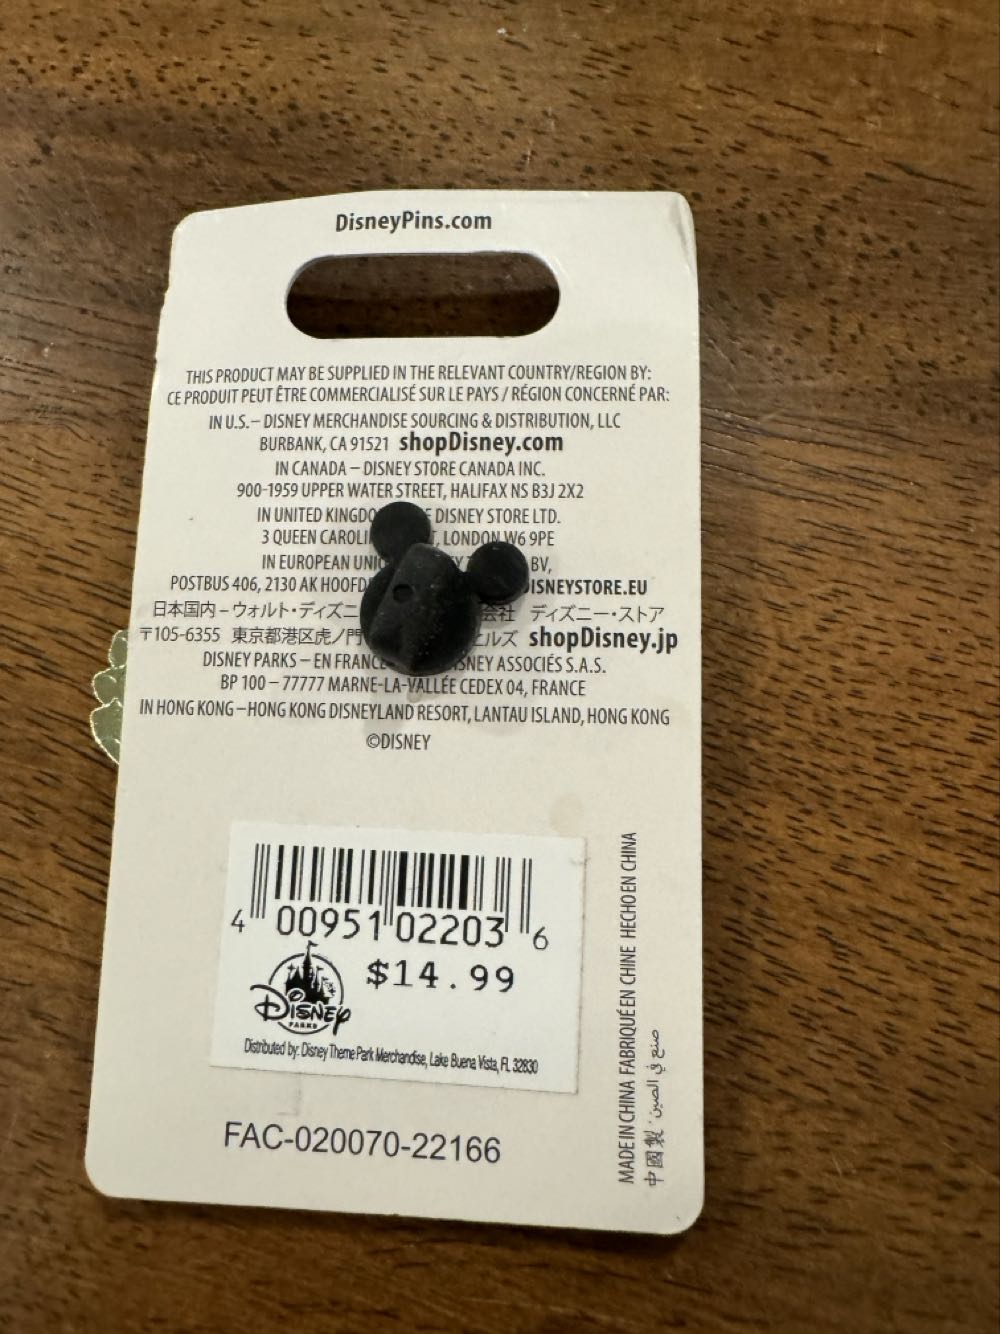 DisneyPins.com
THIS PRODUCT MAY BE SUPPLIED IN THE RELEVANT COUNTRY/REGION BY:
CE PRODUIT PEUT ÊTRE COMMERCIALISÉ SUR LE PAYS / RÉGION CONCERNÉ PAR:
IN U.S. – DISNEY MERCHANDISE SOURCING & DISTRIBUTION, LLC
BURBANK, CA 91521 shopDisney.com
IN CANADA – DISNEY STORE CANADA INC.
900-1959 UPPER WATER STREET, HALIFAX NS B3J 2X2
IN UNITED DISNEY STORE LTD.
3 QUEEN LONDON W6 9PE
IN EUROPEAN BV,
POSTBUS 406, 2130 AK
日本国内 – ウォルト・ディズニ 会社 ディズニー・ストア
〒105-6355 東京都港区虎ノ門 ヒルズ shopDisney.jp
DISNEY PARKS – EN FRANCE ASSOCIÉS S.A.S.
BP 100 – 77777 MARNE-LA-VALLÉE CEDEX 04, FRANCE
IN HONG KONG – HONG KONG DISNEYLAND RESORT, LANTAU ISLAND, HONG KONG
©DISNEY
4 00951 02203 6
$14.99
Disney
PARKS
Distributed by: Disney Theme Park Merchandise, Lake Buena Vista, FL 32830
FAC-020070-22166
MADE IN CHINA FABRIQUÉ EN CHINE HECHO EN CHINA
中國製 صنع في الصين